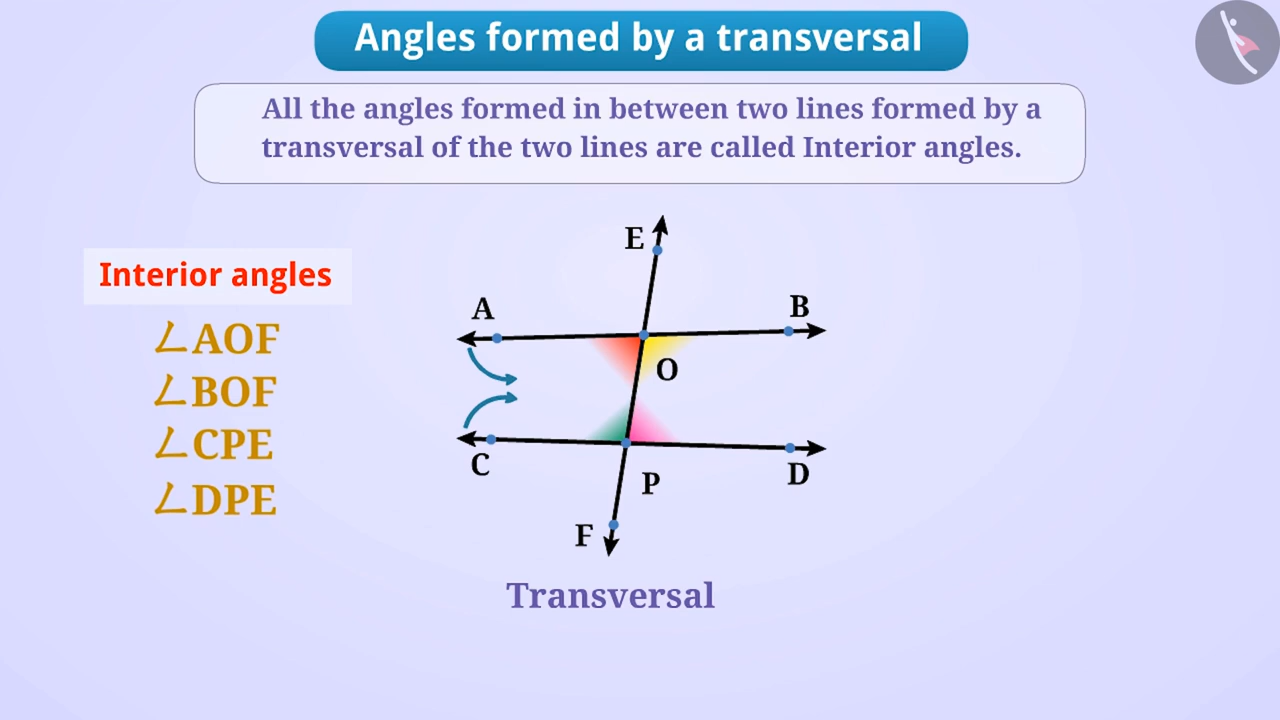 Angles formed by a transversal
All the angles formed in between two lines formed by a
transversal of the two lines are called Interior angles.
Interior angles
∠AOF
∠BOF
∠CPE
∠DPE
E
A
B
O
C
P
D
F
Transversal